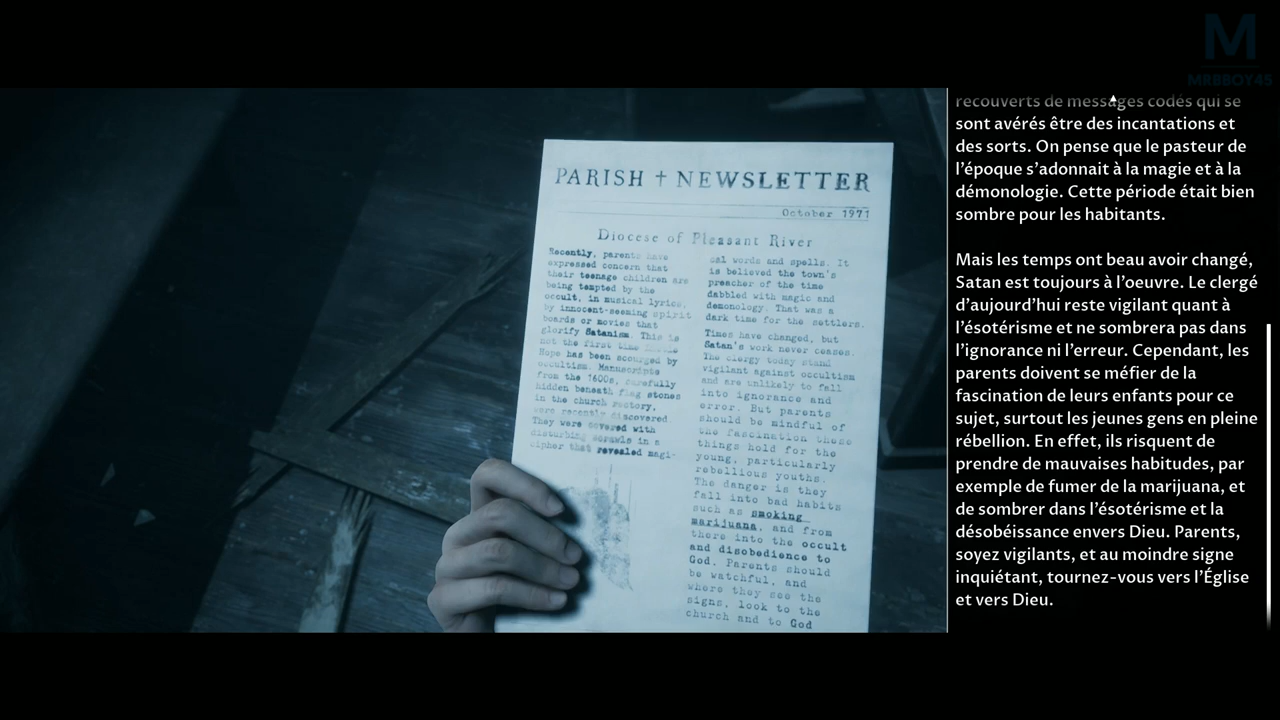 M
MRBBOY45
PARISH † NEWSLETTER
October 1971
Diocese of Pleasant River
Recently, parents have
expressed concern that
their teenage children are
being tempted by the
occult, in musical lyrics,
by innocent-seeming spirit
boards or movies that
glorify Satanism. This is
not the first time
Hope has been scourged by
occultism. Manuscripts
from the 1600s, carefully
hidden beneath flag stones
in the church rectory,
were recently discovered
They were covered with
disturbing scrawls in a
cipher that revealed magi-
cal words and spells. It
is believed the town's
preacher of the time
dabbled with magic and
demonology. That was a
dark time for the settlers.
Times have changed, but
Satan's work never ceases.
The clergy today stand
vigilant against occultism
and are unlikely to fall
into ignorance and
error. But parents
should be mindful of
the fascination these
things hold for the
young, particularly
rebellious youths.
The danger is they
fall into bad habits
such as smoking
marijuana, and from
there into the occult
and disobedience to
God. Parents should
be watchful, and
where they see the
signs, look to the
church and to God
recouverts de messages codés qui se
sont avérés être des incantations et
des sorts. On pense que le pasteur de
l'époque s'adonnait à la magie et à la
démonologie. Cette période était bien
sombre pour les habitants.
Mais les temps ont beau avoir changé,
Satan est toujours à l'oeuvre. Le clergé
d'aujourd'hui reste vigilant quant à
l'ésotérisme et ne sombrera pas dans
l'ignorance ni l'erreur. Cependant, les
parents doivent se méfier de la
fascination de leurs enfants pour ce
sujet, surtout les jeunes gens en pleine
rébellion. En effet, ils risquent de
prendre de mauvaises habitudes, par
exemple de fumer de la marijuana, et
de sombrer dans l'ésotérisme et la
désobéissance envers Dieu. Parents,
soyez vigilants, et au moindre signe
inquiétant, tournez-vous vers l'Église
et vers Dieu.